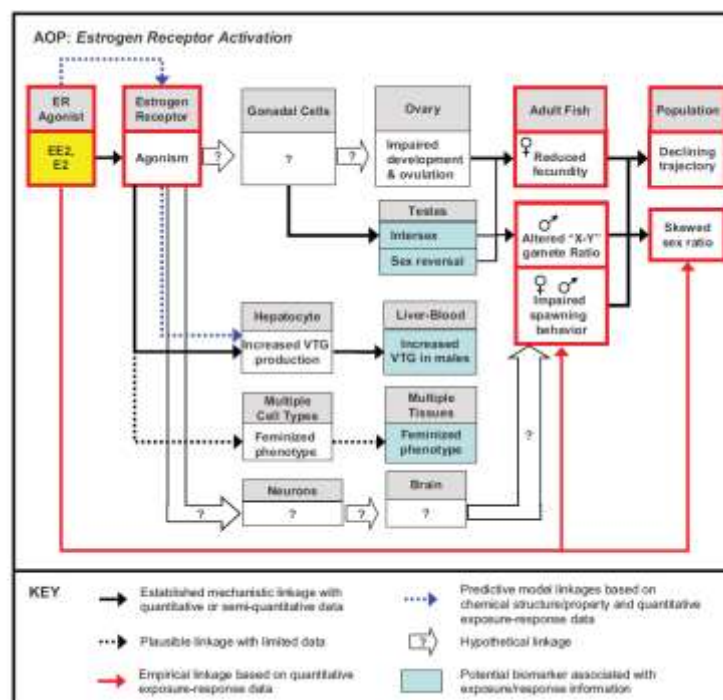 AOP: Estrogen Receptor Activation
ER
Agonist
EE2,
E2
Estrogen
Receptor
Agonism
?
Gonadal Cells
?
?
Ovary
Impaired
development
& ovulation
Testes
Intersex
Sex reversal
Adult Fish
♀
Reduced
fecundity
♂
Altered "X-Y"
gamete Ratio
♀ ♂
Impaired
spawning
behavior
Population
Declining
trajectory
Skewed
sex ratio
Hepatocyte
Increased VTG
production
Liver-Blood
Increased
VTG in males
Multiple
Cell Types
Feminized
phenotype
Multiple
Tissues
Feminized
phenotype
?
Neurons
?
?
?
Brain
?
KEY
Established mechanistic linkage with
quantitative or semi-quantitative data
Plausible linkage with limited data
Empirical linkage based on quantitative
exposure-response data
Predictive model linkages based on
chemical structure/property and quantitative
exposure-response data
?
Hypothetical linkage
Potential biomarker associated with
exposure/response information